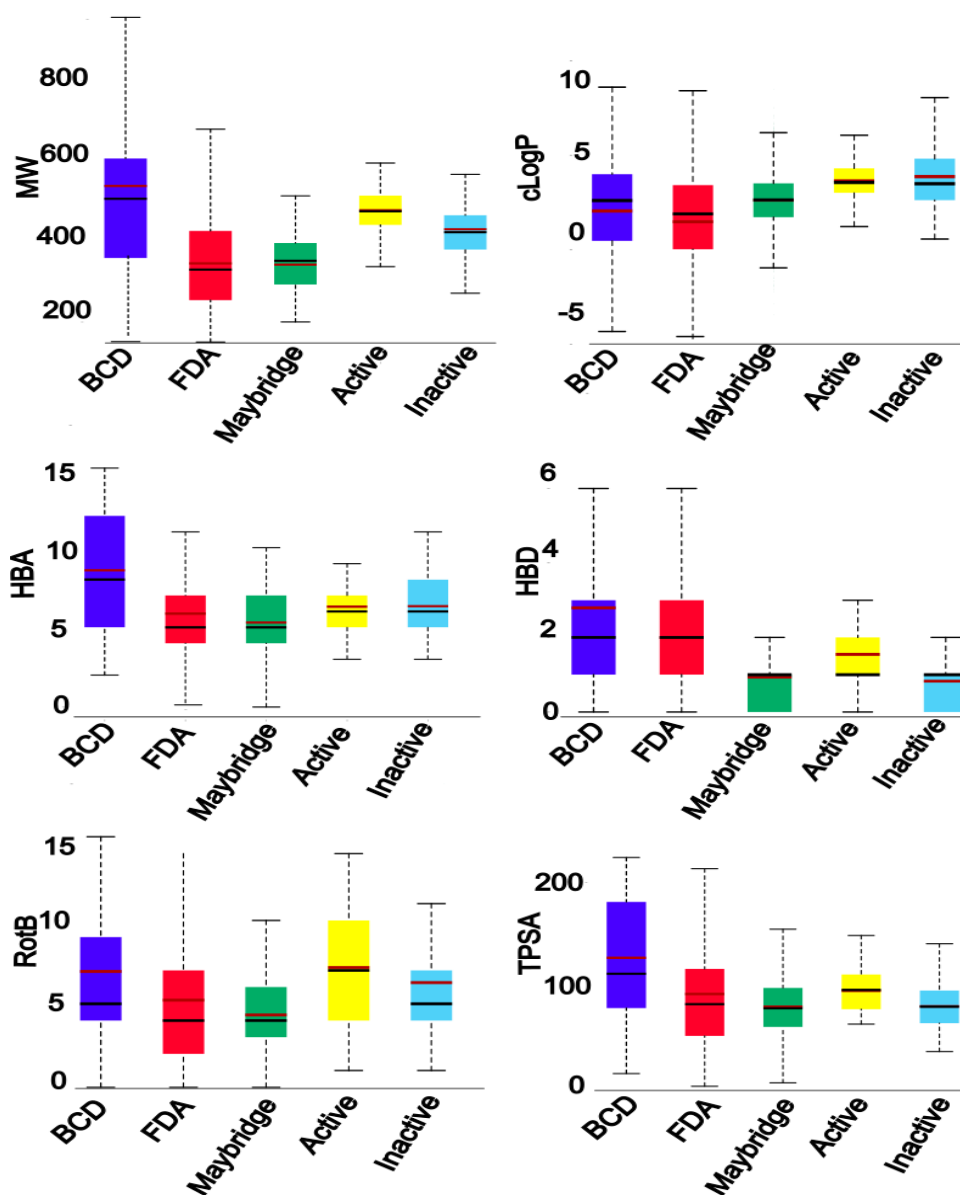 MW
800
600
400
200
BCD
FDA
Maybridge
Active
Inactive
cLogP
10
5
0
-5
BCD
FDA
Maybridge
Active
Inactive
HBA
15
10
5
0
BCD
FDA
Maybridge
Active
Inactive
HBD
6
4
2
0
BCD
FDA
Maybridge
Active
Inactive
RotB
15
10
5
0
BCD
FDA
Maybridge
Active
Inactive
TPSA
200
100
0
BCD
FDA
Maybridge
Active
Inactive